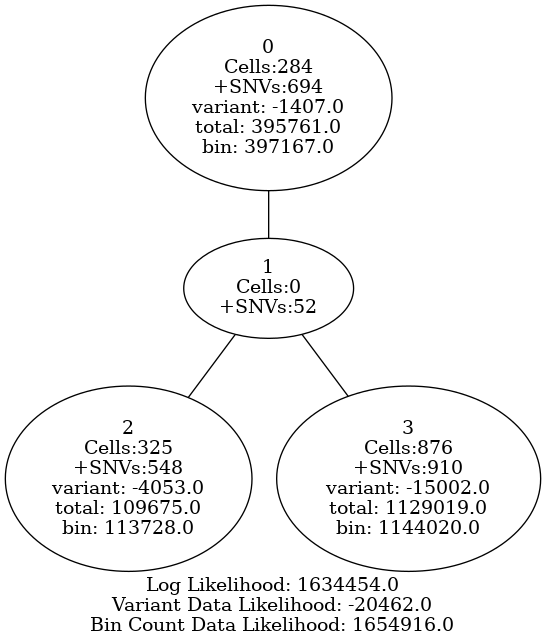 0
Cells:284
+SNVs:694
variant: -1407.0
total: 395761.0
bin: 397167.0
1
Cells:0
+SNVs:52
2
Cells:325
+SNVs:548
variant: -4053.0
total: 109675.0
bin: 113728.0
3
Cells:876
+SNVs:910
variant: -15002.0
total: 1129019.0
bin: 1144020.0
Log Likelihood: 1634454.0
Variant Data Likelihood: -20462.0
Bin Count Data Likelihood: 1654916.0